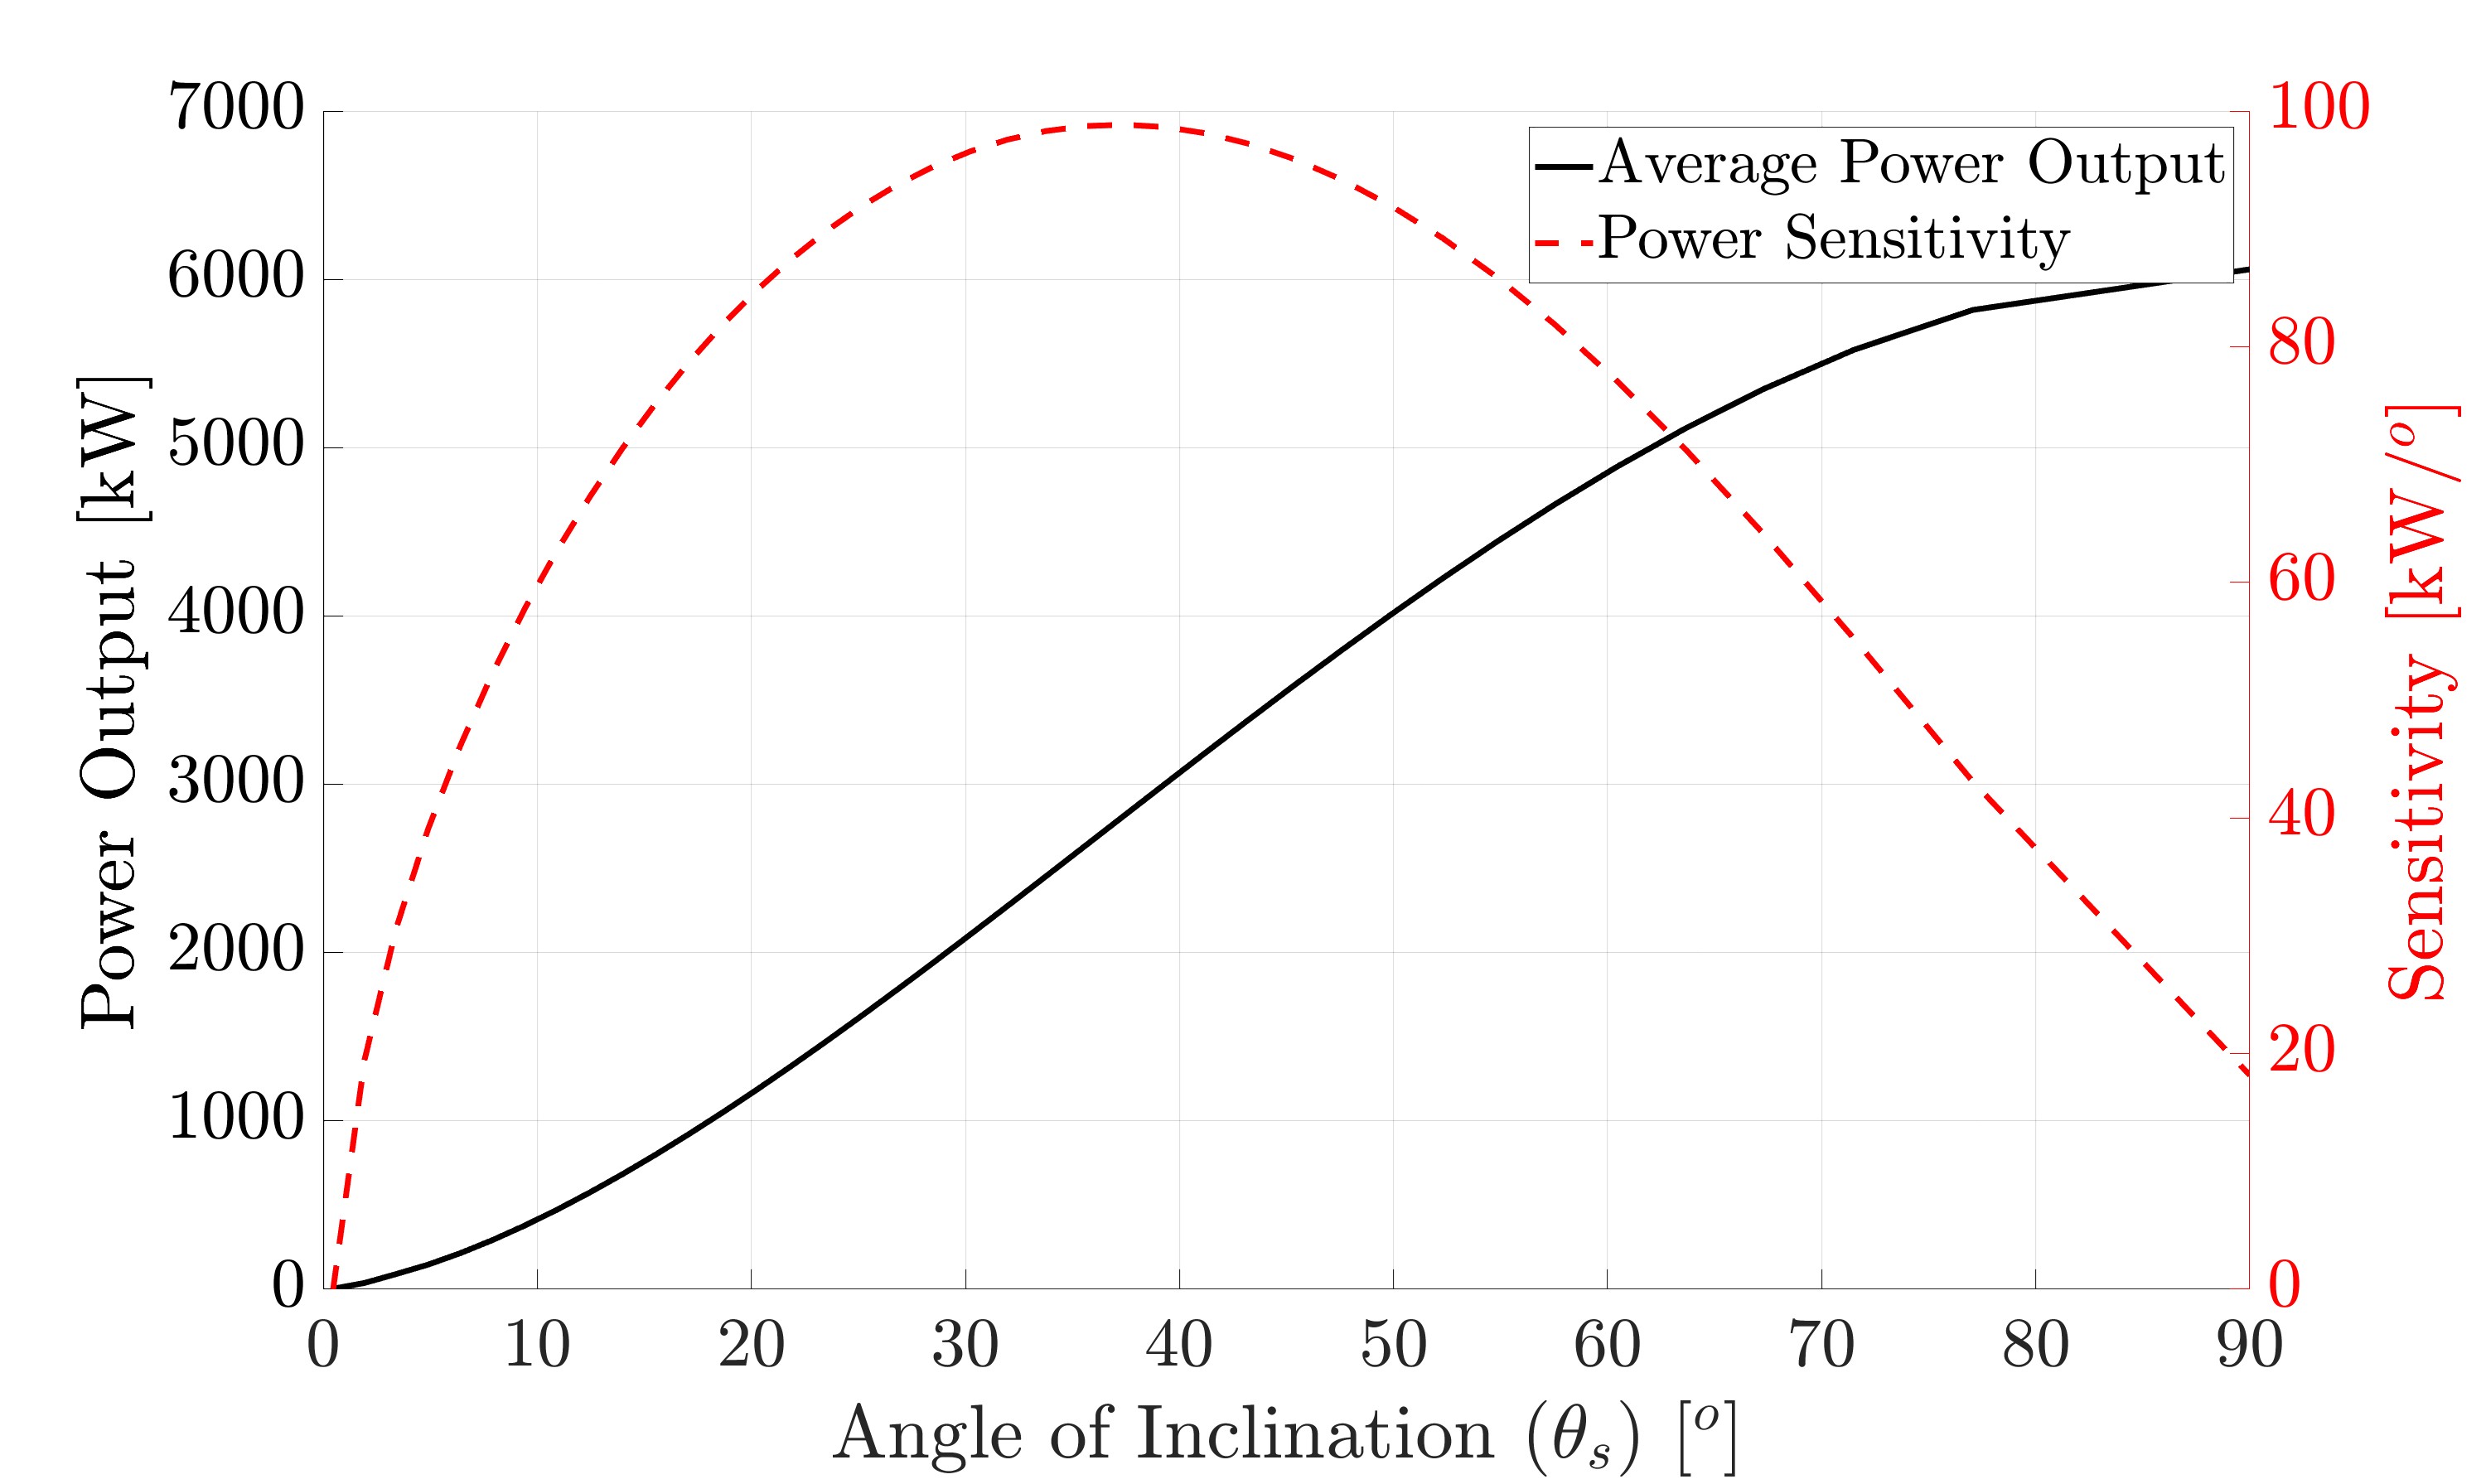 7000
6000
5000
4000
3000
2000
1000
0
Power Output [kW]
Average Power Output
Power Sensitivity
100
80
60
40
20
0
Sensitivity [kW/°]
0 10 20 30 40 50 60 70 80 90
Angle of Inclination (θₛ) [°]